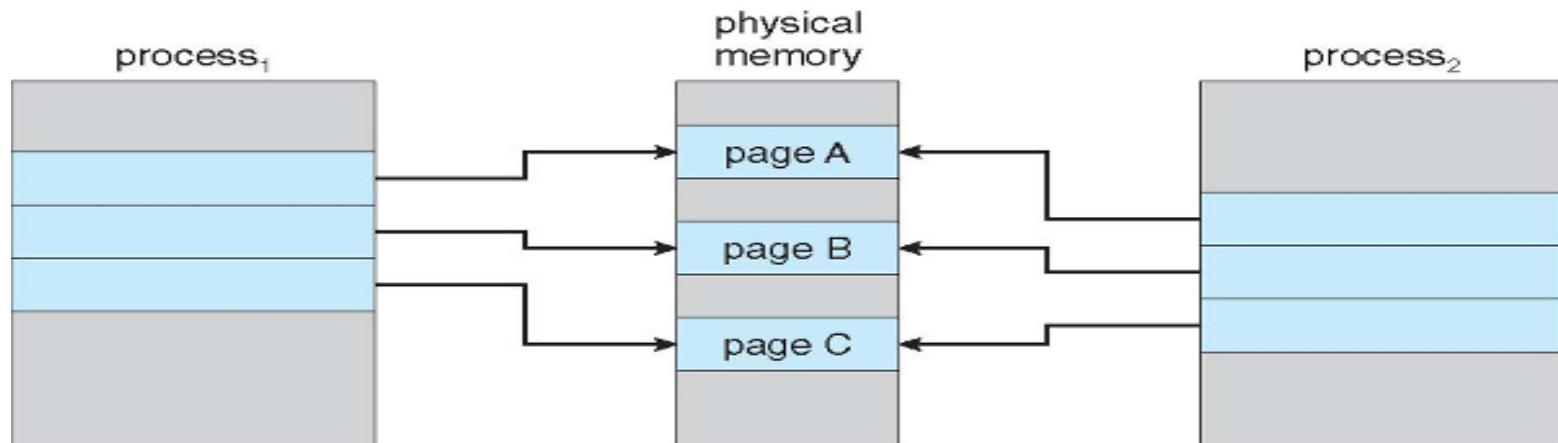 process₁
physical
memory
process₂
page A
page B
page C